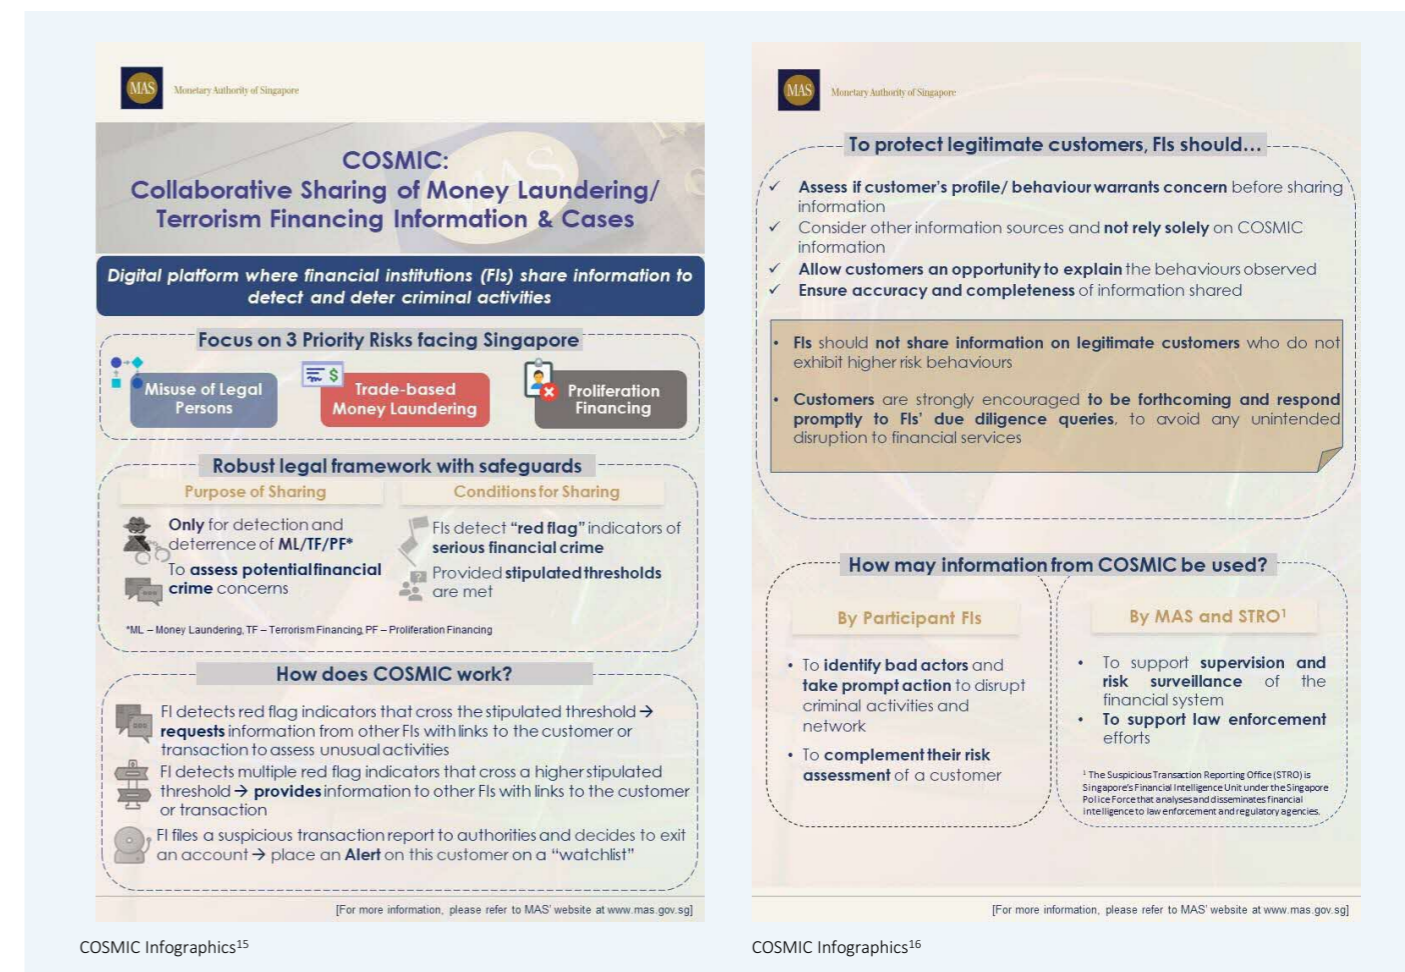 MAS
Monetary Authority of Singapore
COSMIC:
Collaborative Sharing of Money Laundering/
Terrorism Financing Information & Cases
Digital platform where financial institutions (FIs) share information to
detect and deter criminal activities
Focus on 3 Priority Risks facing Singapore
Misuse of Legal
Persons
Trade-based
Money Laundering
Proliferation
Financing
Robust legal framework with safeguards
Purpose of Sharing
Only for detection and
deterrence of ML/TF/PF*
To assess potential financial
crime concerns
Conditions for Sharing
FIs detect “red flag” indicators of
serious financial crime
Provided stipulated thresholds
are met
*ML – Money Laundering, TF – Terrorism Financing, PF – Proliferation Financing
How does COSMIC work?
FI detects red flag indicators that cross the stipulated threshold →
requests information from other FIs with links to the customer or
transaction to assess unusual activities
FI detects multiple red flag indicators that cross a higher stipulated
threshold → provides information to other FIs with links to the customer
or transaction
FI files a suspicious transaction report to authorities and decides to exit
an account → place an Alert on this customer on a “watchlist”
[For more information, please refer to MAS’ website at www.mas.gov.sg]
COSMIC Infographics15
MAS
Monetary Authority of Singapore
To protect legitimate customers, FIs should…
✓ Assess if customer’s profile/ behaviour warrants concern before sharing
information
✓ Consider other information sources and not rely solely on COSMIC
information
✓ Allow customers an opportunity to explain the behaviours observed
✓ Ensure accuracy and completeness of information shared
• FIs should not share information on legitimate customers who do not
exhibit higher risk behaviours
• Customers are strongly encouraged to be forthcoming and respond
promptly to FIs’ due diligence queries, to avoid any unintended
disruption to financial services
How may information from COSMIC be used?
By Participant FIs
• To identify bad actors and
take prompt action to disrupt
criminal activities and
network
• To complement their risk
assessment of a customer
By MAS and STRO1
• To support supervision and
risk surveillance of the
financial system
• To support law enforcement
efforts
1 The Suspicious Transaction Reporting Office (STRO) is
Singapore’s Financial Intelligence Unit under the Singapore
Police Force that analyses and disseminates financial
intelligence to law enforcement and regulatory agencies.
[For more information, please refer to MAS’ website at www.mas.gov.sg]
COSMIC Infographics16